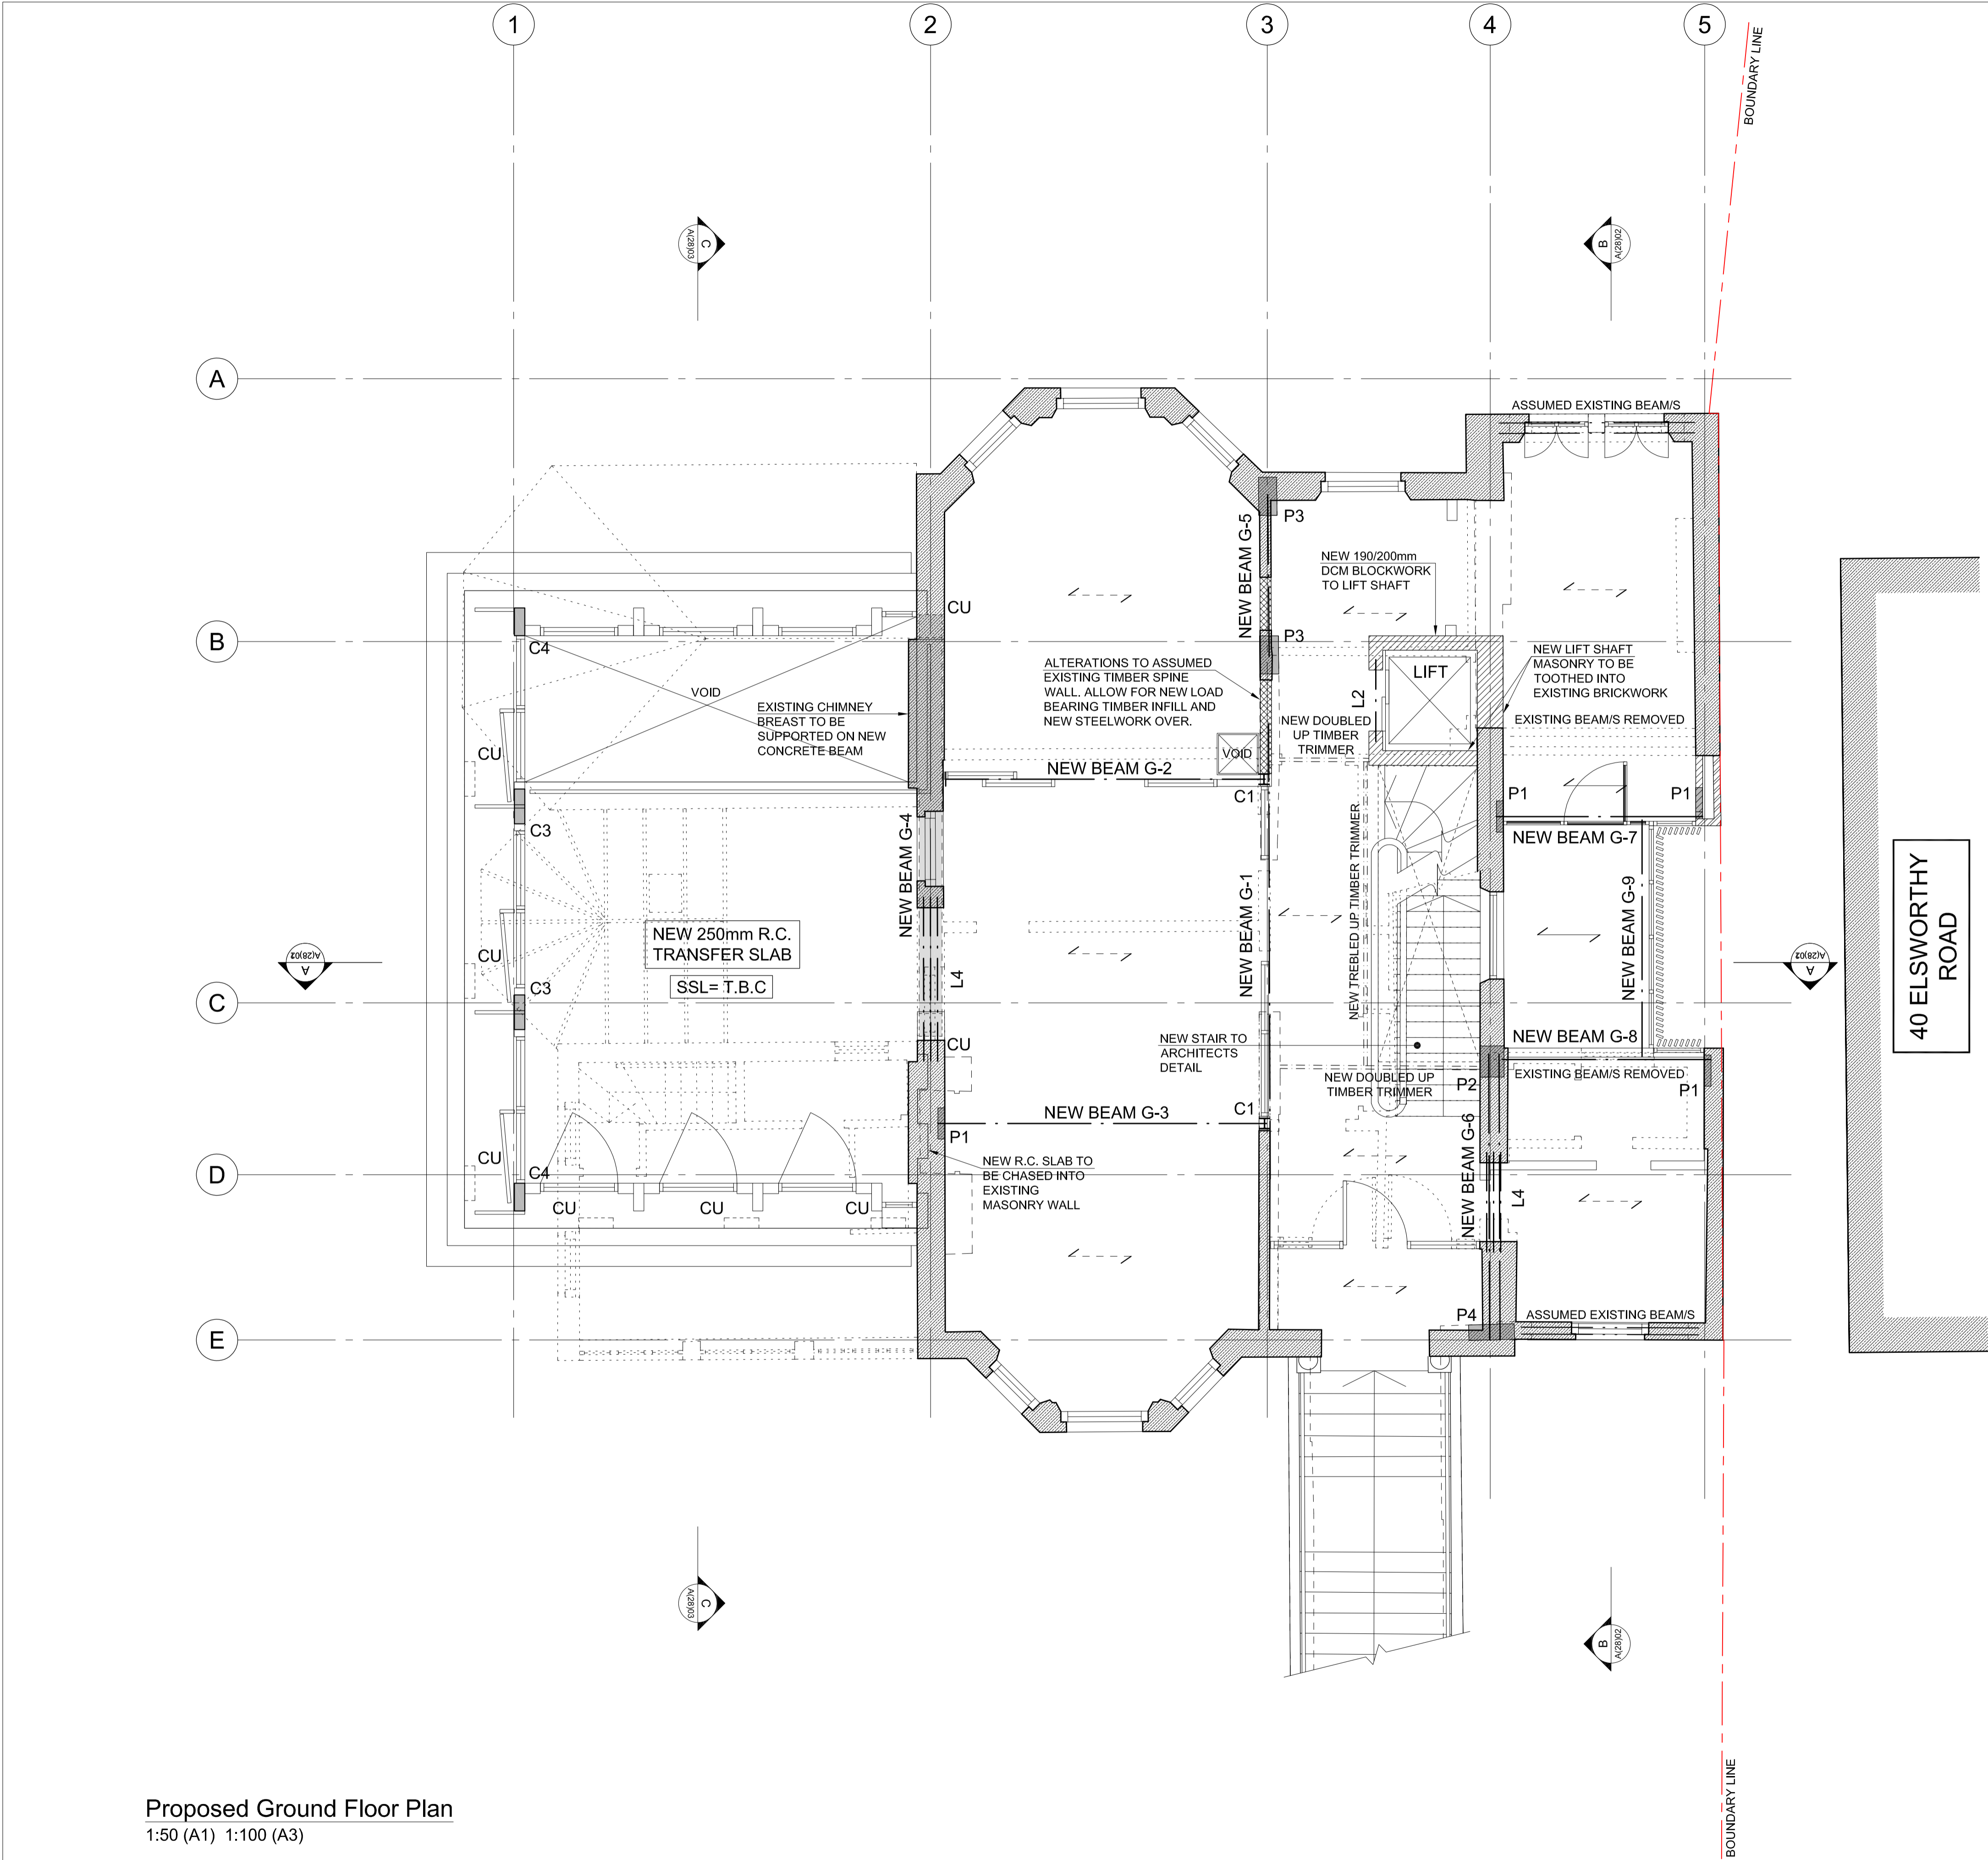 1
2
3
4
5
BOUNDARY LINE
C
A(28)03
B
A(28)02
A
ASSUMED EXISTING BEAM/S
P3
NEW BEAM G-5
NEW 190/200mm
DCM BLOCKWORK
TO LIFT SHAFT
CU
B
P3
C4
ALTERATIONS TO ASSUMED
EXISTING TIMBER SPINE
WALL. ALLOW FOR NEW LOAD
BEARING TIMBER INFILL AND
NEW STEELWORK OVER.
LIFT
L2
NEW LIFT SHAFT
MASONRY TO BE
TOOTHED INTO
EXISTING BRICKWORK
VOID
EXISTING CHIMNEY
BREAST TO BE
SUPPORTED ON NEW
CONCRETE BEAM
NEW DOUBLED
UP TIMBER
TRIMMER
EXISTING BEAM/S REMOVED
CU
VOID
NEW BEAM G-2
C1
P1
P1
C3
NEW BEAM G-4
NEW TREBLED UP TIMBER TRIMMER
NEW BEAM G-7
NEW BEAM G-1
NEW BEAM G-9
40 ELSWORTHY
ROAD
NEW 250mm R.C.
TRANSFER SLAB
SSL= T.B.C
CU
A
A
L4
C3
C
CU
NEW STAIR TO
ARCHITECTS
DETAIL
NEW BEAM G-8
EXISTING BEAM/S REMOVED
NEW DOUBLED UP
TIMBER TRIMMER
P2
P1
NEW BEAM G-3
C1
P1
NEW BEAM G-6
CU
C4
D
NEW R.C. SLAB TO
BE CHASED INTO
EXISTING
MASONRY WALL
L4
CU
CU
CU
P4
ASSUMED EXISTING BEAM/S
E
C
A(28)03
B
A(28)02
BOUNDARY LINE
Proposed Ground Floor Plan
1:50 (A1) 1:100 (A3)